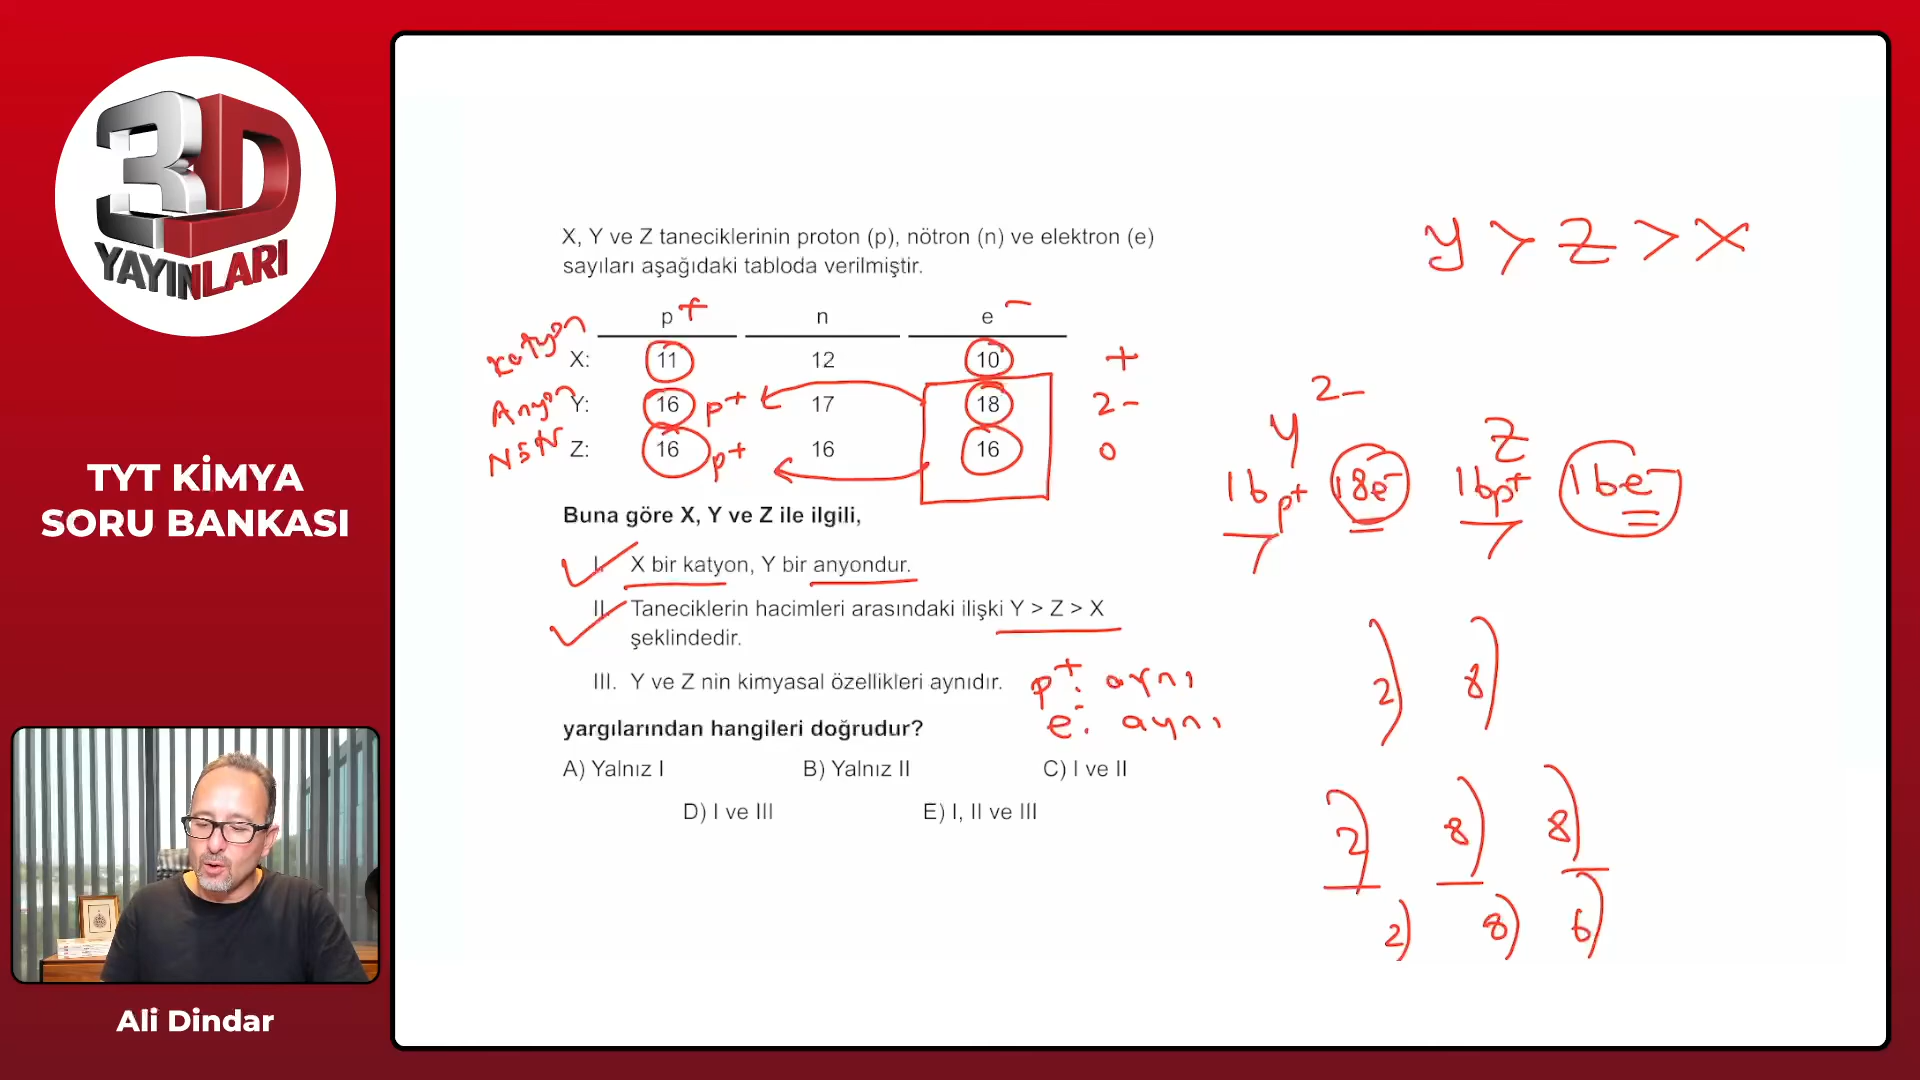 3D
YAYINLARI
TYT KİMYA
SORU BANKASI
Ali Dindar
X, Y ve Z taneciklerinin proton (p), nötron (n) ve elektron (e)
sayıları aşağıdaki tabloda verilmiştir.
p + n e −
Katyon X: 11 12 10 +
Anyon Y: 16 p+ 17 18 2-
Nötr Z: 16 p+ 16 16 0
Buna göre X, Y ve Z ile ilgili,
I. X bir katyon, Y bir anyondur.
II. Taneciklerin hacimleri arasındaki ilişki Y > Z > X
şeklindedir.
III. Y ve Z nin kimyasal özellikleri aynıdır.
p+: aynı
e-: aynı
yargılarından hangileri doğrudur?
A) Yalnız I B) Yalnız II C) I ve II
D) I ve III E) I, II ve III
Y > Z > X
Y 2- Z
16p+ 18e- 16p+ 16e-
2) 8)
2) 8) 8)
2) 8) 6)